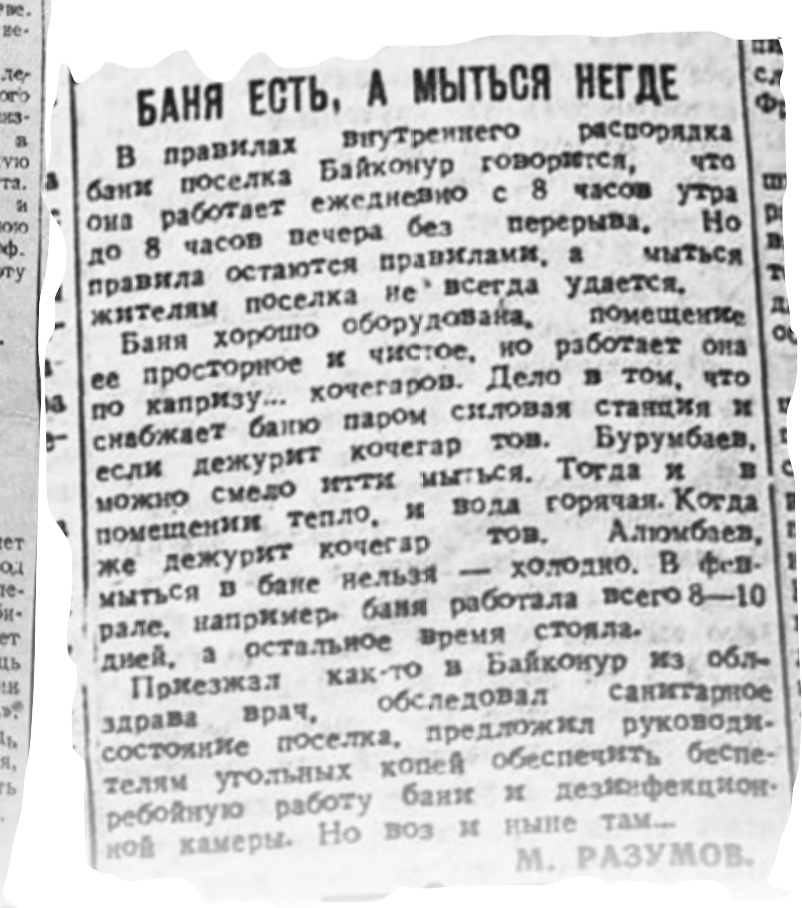 БАНЯ ЕСТЬ, А МЫТЬСЯ НЕГДЕ
В правилах внутреннего распорядка
бани поселка Байконур говорится, что
она работает ежедневно с 8 часов утра
до 8 часов вечера без перерыва. Но
правила остаются правилами, а мыться
жителям поселка не всегда удается.
Баня хорошо оборудована, помещение
ее просторное и чистое, но работает она
по капризу... кочегаров. Дело в том, что
снабжает баню паром силовая станция и
если дежурит кочегар тов. Бурумбаев,
можно смело итти мыться. Тогда и в
помещении тепло, и вода горячая. Когда
же дежурит кочегар тов. Алюмбаев,
мыться в бане нельзя — холодно. В фев-
рале, например, баня работала всего 8—10
дней, а остальное время стояла.
Приезжал как-то в Байконур из обл-
здрава врач, обследовал санитарное
состояние поселка, предложил руководи-
телям угольных копей обеспечить беспе-
ребойную работу бани и дезинфекцион-
ной камеры. Но воз и ныне там...
М. РАЗУМОВ.